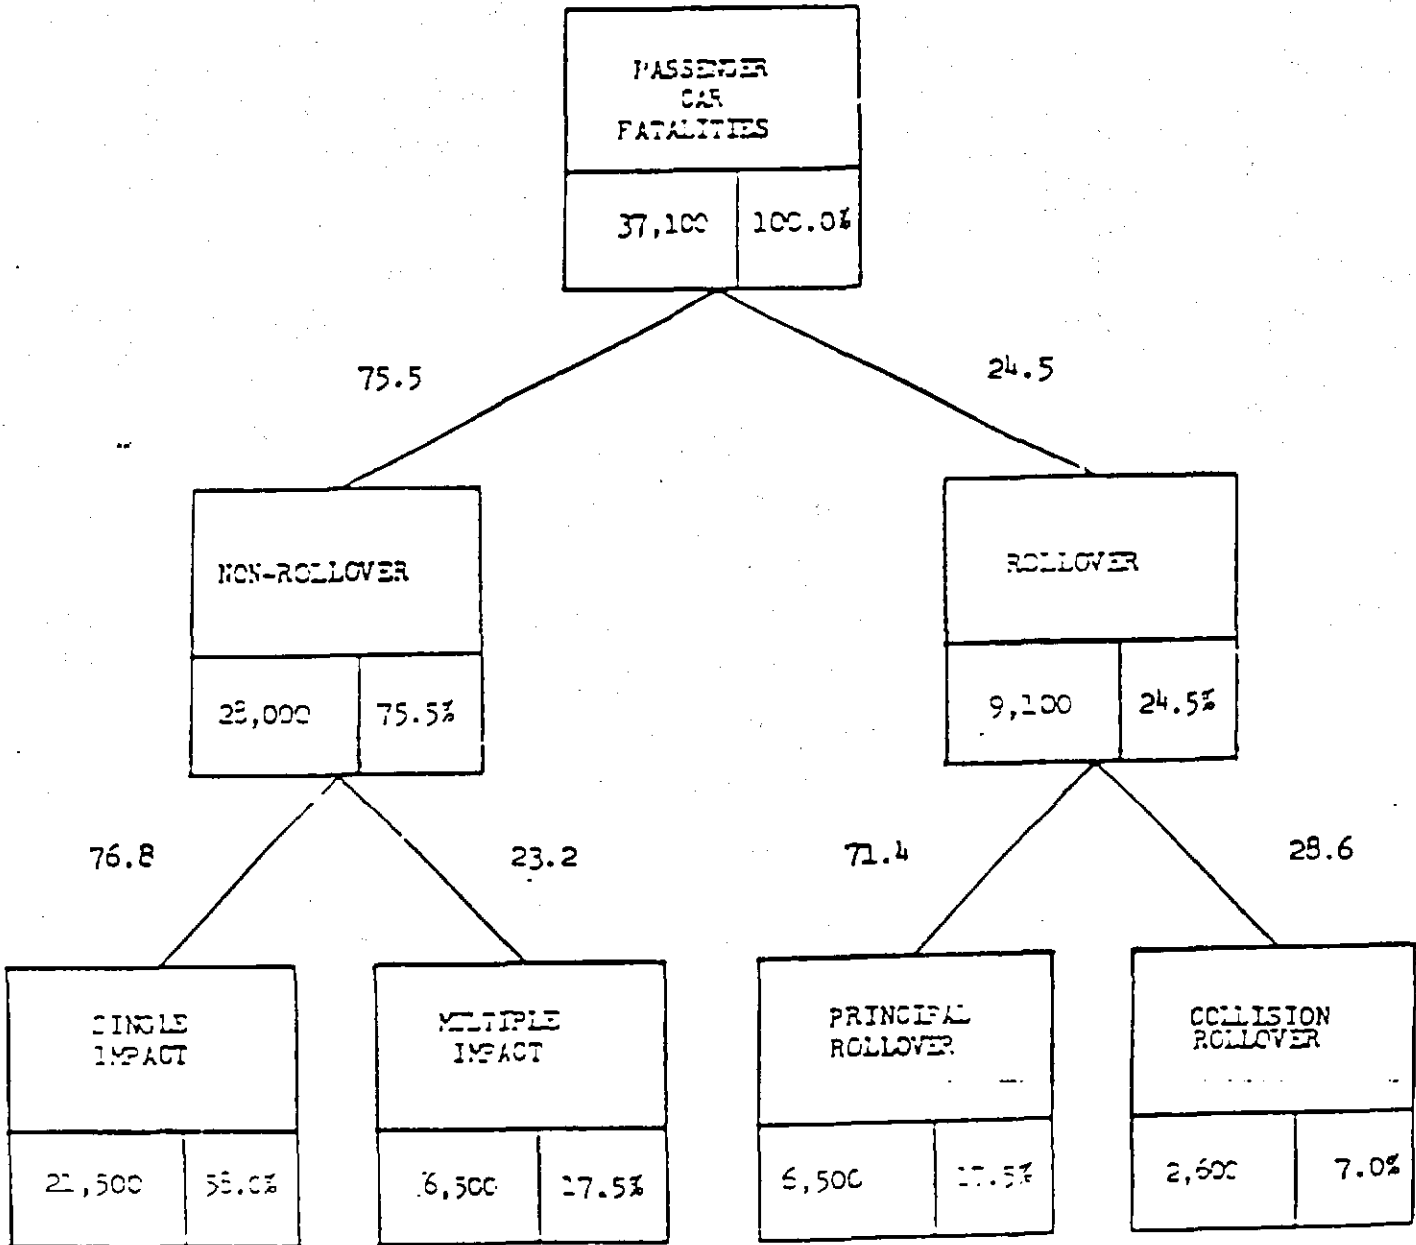 PASSENGER
CAR
FATALITIES
37,100 100.0%
75.5 24.5
NON-ROLLOVER
ROLLOVER
28,000 75.5%
9,100 24.5%
76.8 23.2 71.4 28.6
SINGLE
IMPACT
MULTIPLE
IMPACT
PRINCIPAL
ROLLOVER
COLLISION
ROLLOVER
21,500 58.0%
6,500 17.5%
6,500 17.5%
2,600 7.0%